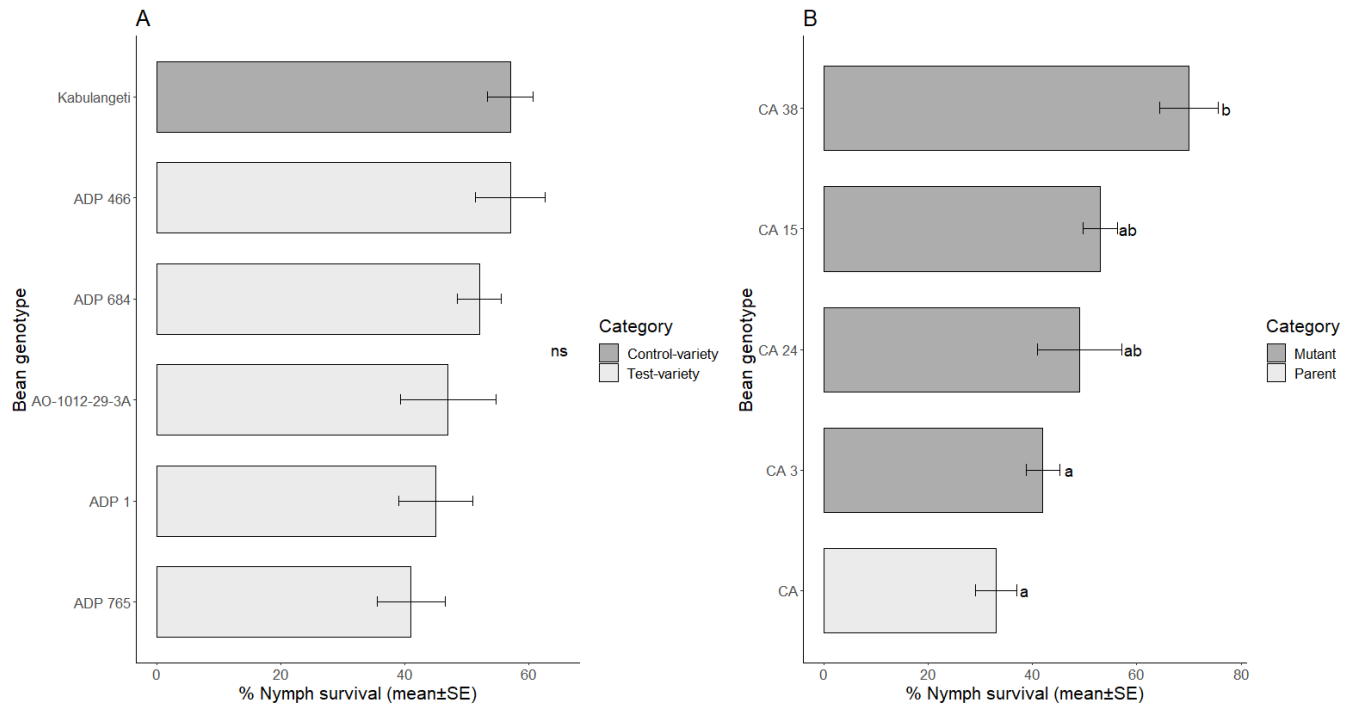 A
Bean genotype
Kabulangeti
ADP 466
ADP 684
AO-1012-29-3A
ADP 1
ADP 765
ns
0 20 40 60
% Nymph survival (mean±SE)
Category
Control-variety
Test-variety
B
Bean genotype
CA 38
CA 15
CA 24
CA 3
CA
b
ab
ab
a
a
0 20 40 60 80
% Nymph survival (mean±SE)
Category
Mutant
Parent